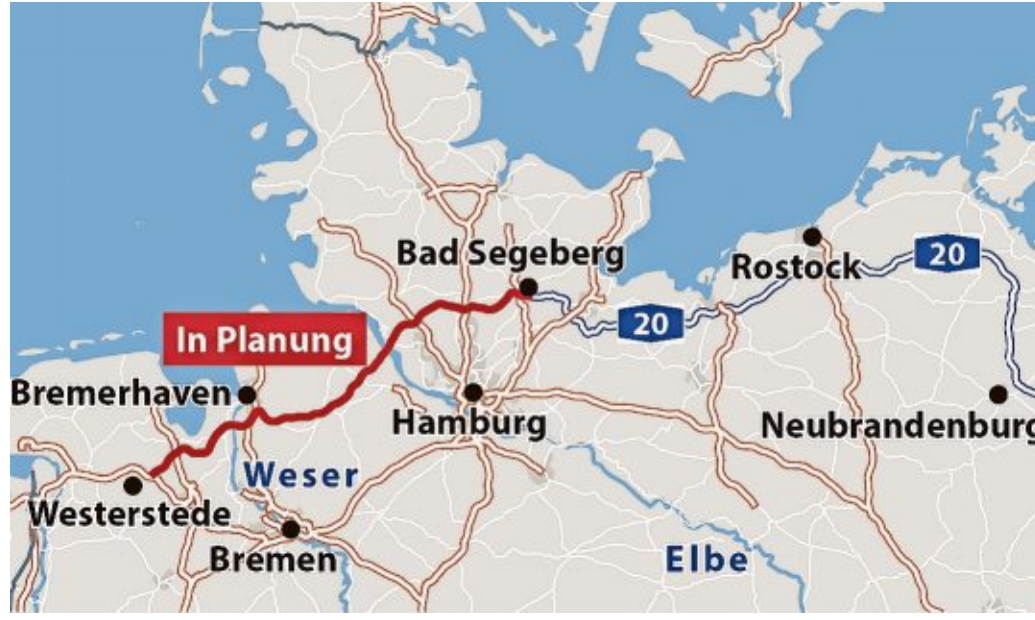 Bad Segeberg
Rostock
20
20
In Planung
Bremerhaven
Hamburg
Neubrandenburg
Weser
Westerstede
Bremen
Elbe